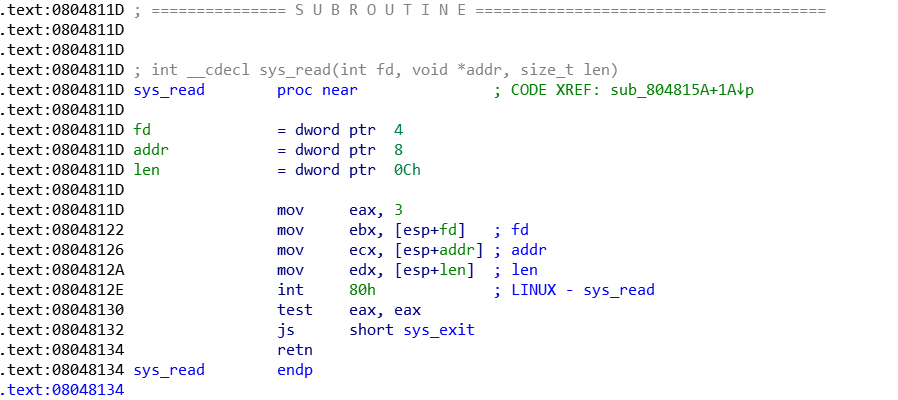 .text:0804811D ; =============== S U B R O U T I N E =======================================
.text:0804811D
.text:0804811D
.text:0804811D ; int __cdecl sys_read(int fd, void *addr, size_t len)
.text:0804811D sys_read        proc near               ; CODE XREF: sub_804815A+1A↓p
.text:0804811D
.text:0804811D fd              = dword ptr  4
.text:0804811D addr            = dword ptr  8
.text:0804811D len             = dword ptr  0Ch
.text:0804811D
.text:0804811D                 mov     eax, 3
.text:08048122                 mov     ebx, [esp+fd]   ; fd
.text:08048126                 mov     ecx, [esp+addr] ; addr
.text:0804812A                 mov     edx, [esp+len]  ; len
.text:0804812E                 int     80h             ; LINUX - sys_read
.text:08048130                 test    eax, eax
.text:08048132                 js      short sys_exit
.text:08048134                 retn
.text:08048134 sys_read        endp
.text:08048134